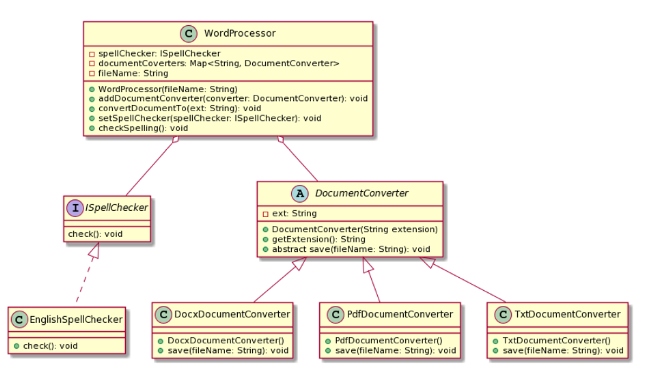 C WordProcessor
spellChecker: ISpellChecker
documentCoverters: Map<String, DocumentConverter>
fileName: String
WordProcessor(fileName: String)
addDocumentConverter(converter: DocumentConverter): void
convertDocumentTo(ext: String): void
setSpellChecker(spellChecker: ISpellChecker): void
checkSpelling(): void
I ISpellChecker
check(): void
A DocumentConverter
ext: String
DocumentConverter(String extension)
getExtension(): String
abstract save(fileName: String): void
C EnglishSpellChecker
check(): void
C DocxDocumentConverter
DocxDocumentConverter()
save(fileName: String): void
C PdfDocumentConverter
PdfDocumentConverter()
save(fileName: String): void
C TxtDocumentConverter
TxtDocumentConverter()
save(fileName: String): void